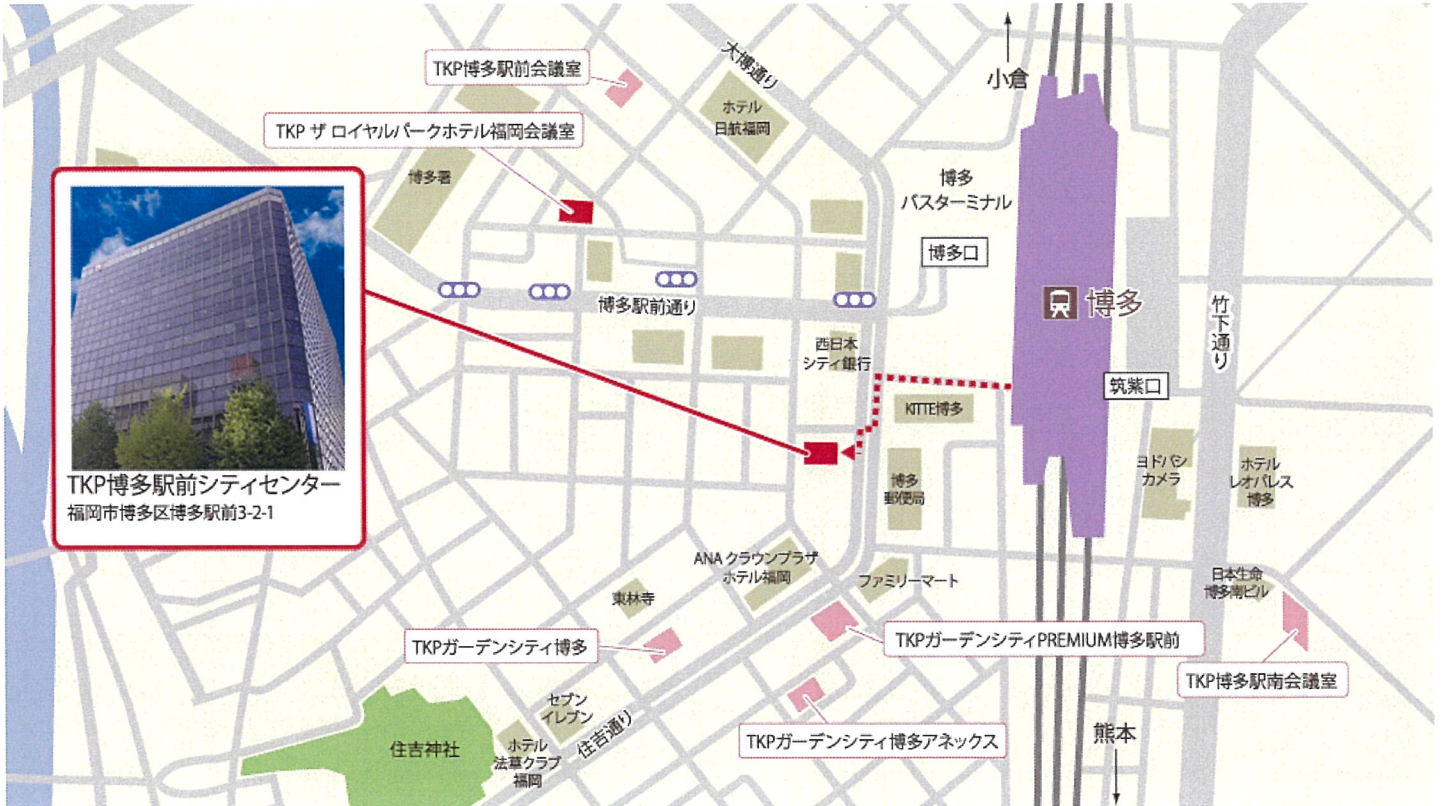 TKP博多駅前会議室
大博通り
小倉
ホテル
日航福岡
TKP ザ ロイヤルパークホテル福岡会議室
博多署
博多
バスターミナル
博多口
博多駅前通り
博多
竹下通り
西日本
シティ銀行
筑紫口
KITTE博多
TKP博多駅前シティセンター
福岡市博多区博多駅前3-2-1
博多
郵便局
ヨドバシ
カメラ
ホテル
レオパレス
博多
ANA クラウンプラザ
ホテル福岡
ファミリーマート
日本生命
博多南ビル
東林寺
TKPガーデンシティ博多
TKPガーデンシティPREMIUM博多駅前
TKP博多駅南会議室
セブン
イレブン
住吉通り
TKPガーデンシティ博多アネックス
熊本
住吉神社
ホテル
法草クラブ
福岡